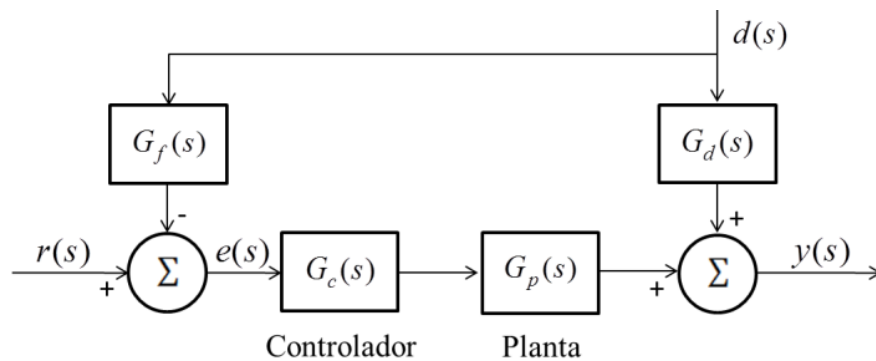 d(s)
G_f(s)
G_d(s)
-
+
r(s)
+
Σ
e(s)
G_c(s)
G_p(s)
+
Σ
y(s)
Controlador
Planta